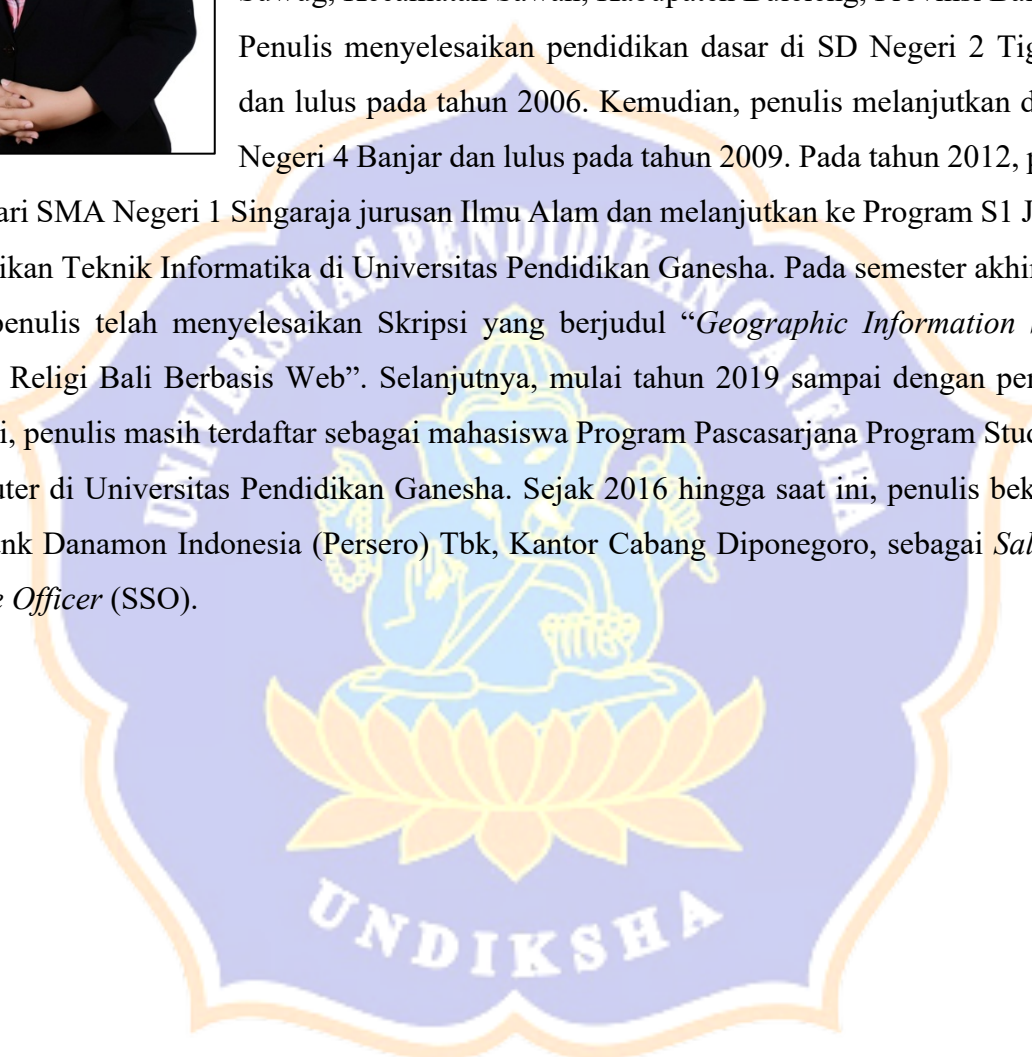 Penulis menyelesaikan pendidikan dasar di SD Negeri 2
dan lulus pada tahun 2006. Kemudian, penulis melanjutkan
Negeri 4 Banjar dan lulus pada tahun 2009. Pada tahun 2012,
SMA Negeri 1 Singaraja jurusan Ilmu Alam dan melanjutkan ke Program S1
Teknik Informatika di Universitas Pendidikan Ganesha. Pada semester akhir
penulis telah menyelesaikan Skripsi yang berjudul “Geographic Information
Religi Bali Berbasis Web”. Selanjutnya, mulai tahun 2019 sampai dengan
penulis masih terdaftar sebagai mahasiswa Program Pascasarjana Program
di Universitas Pendidikan Ganesha. Sejak 2016 hingga saat ini, penulis
Danamon Indonesia (Persero) Tbk, Kantor Cabang Diponegoro, sebagai
Officer (SSO).
UNIVERSITAS PENDIDIKAN GANESHA
UNDIKSHA